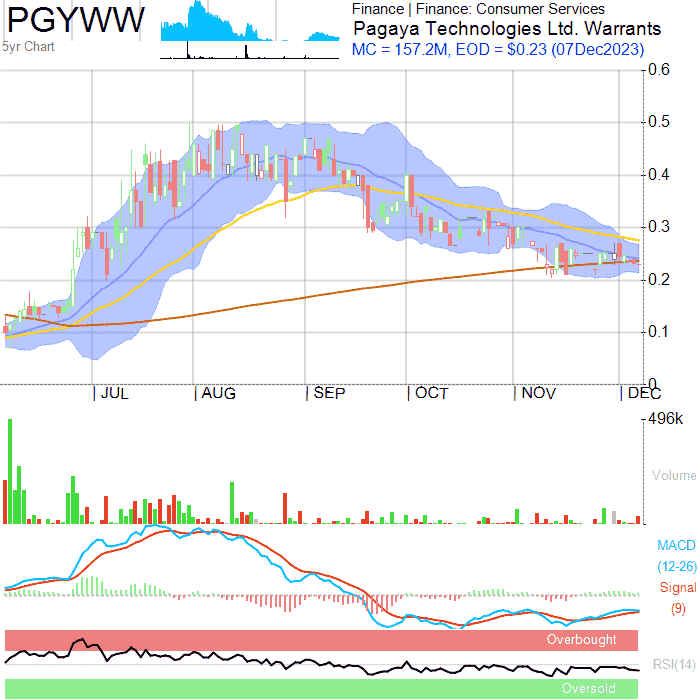 PGYWW
5yr Chart
Finance | Finance: Consumer Services
Pagaya Technologies Ltd. Warrants
MC = 157.2M, EOD = $0.23 (07Dec2023)
0.6
0.5
0.4
0.3
0.2
0.1
0
JUL
AUG
SEP
OCT
NOV
DEC
496k
Volume
MACD
(12-26)
Signal
(9)
Overbought
RSI(14)
Oversold